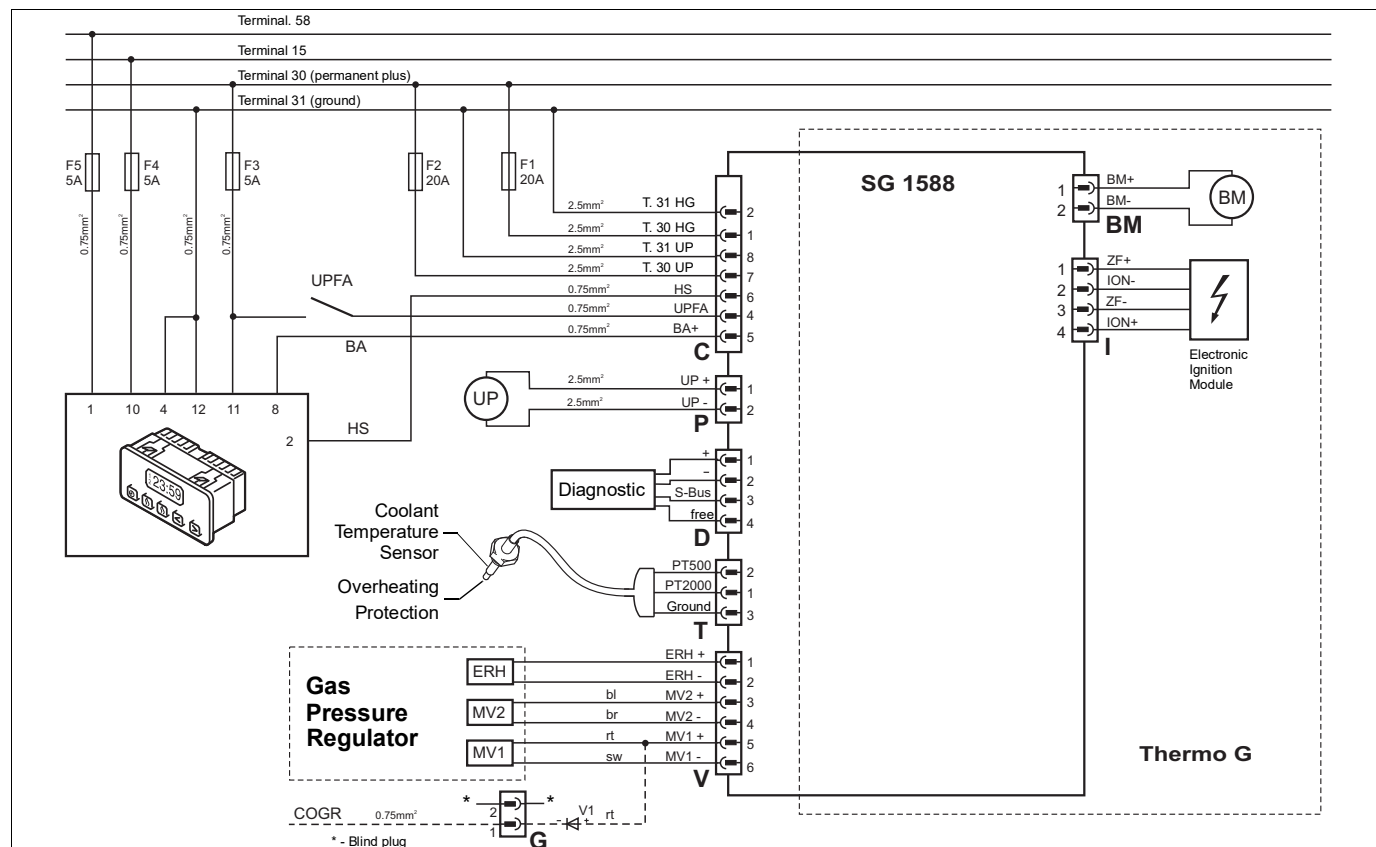 Terminal. 58
Terminal 15
Terminal 30 (permanent plus)
Terminal 31 (ground)
F5
5A
F4
5A
F3
5A
F2
20A
F1
20A
0.75mm²
0.75mm²
0.75mm²
0.75mm²
SG 1588
2.5mm² T. 31 HG 2
2.5mm² T. 30 HG 1
2.5mm² T. 31 UP 8
2.5mm² T. 30 UP 7
0.75mm² HS 6
UPFA
0.75mm² UPFA 4
0.75mm² BA+ 5
BA
C
1 BM+
2 BM-
BM
BM
1 ZF+
2 ION-
3 ZF-
4 ION+
I
Electronic
Ignition
Module
UP
2.5mm² UP + 1
2.5mm² UP - 2
P
1 10 4 12 11 8
2
HS
23:59
Diagnostic
+ 1
- 2
S-Bus 3
free 4
D
Coolant
Temperature
Sensor
Overheating
Protection
PT500 2
PT2000 1
Ground 3
T
Gas
Pressure
Regulator
ERH
MV2
MV1
ERH + 1
ERH - 2
bl MV2 + 3
br MV2 - 4
rt MV1 + 5
sw MV1 - 6
V
Thermo G
* 2 *
COGR 0.75mm² 1 - V1 + rt
G
* - Blind plug